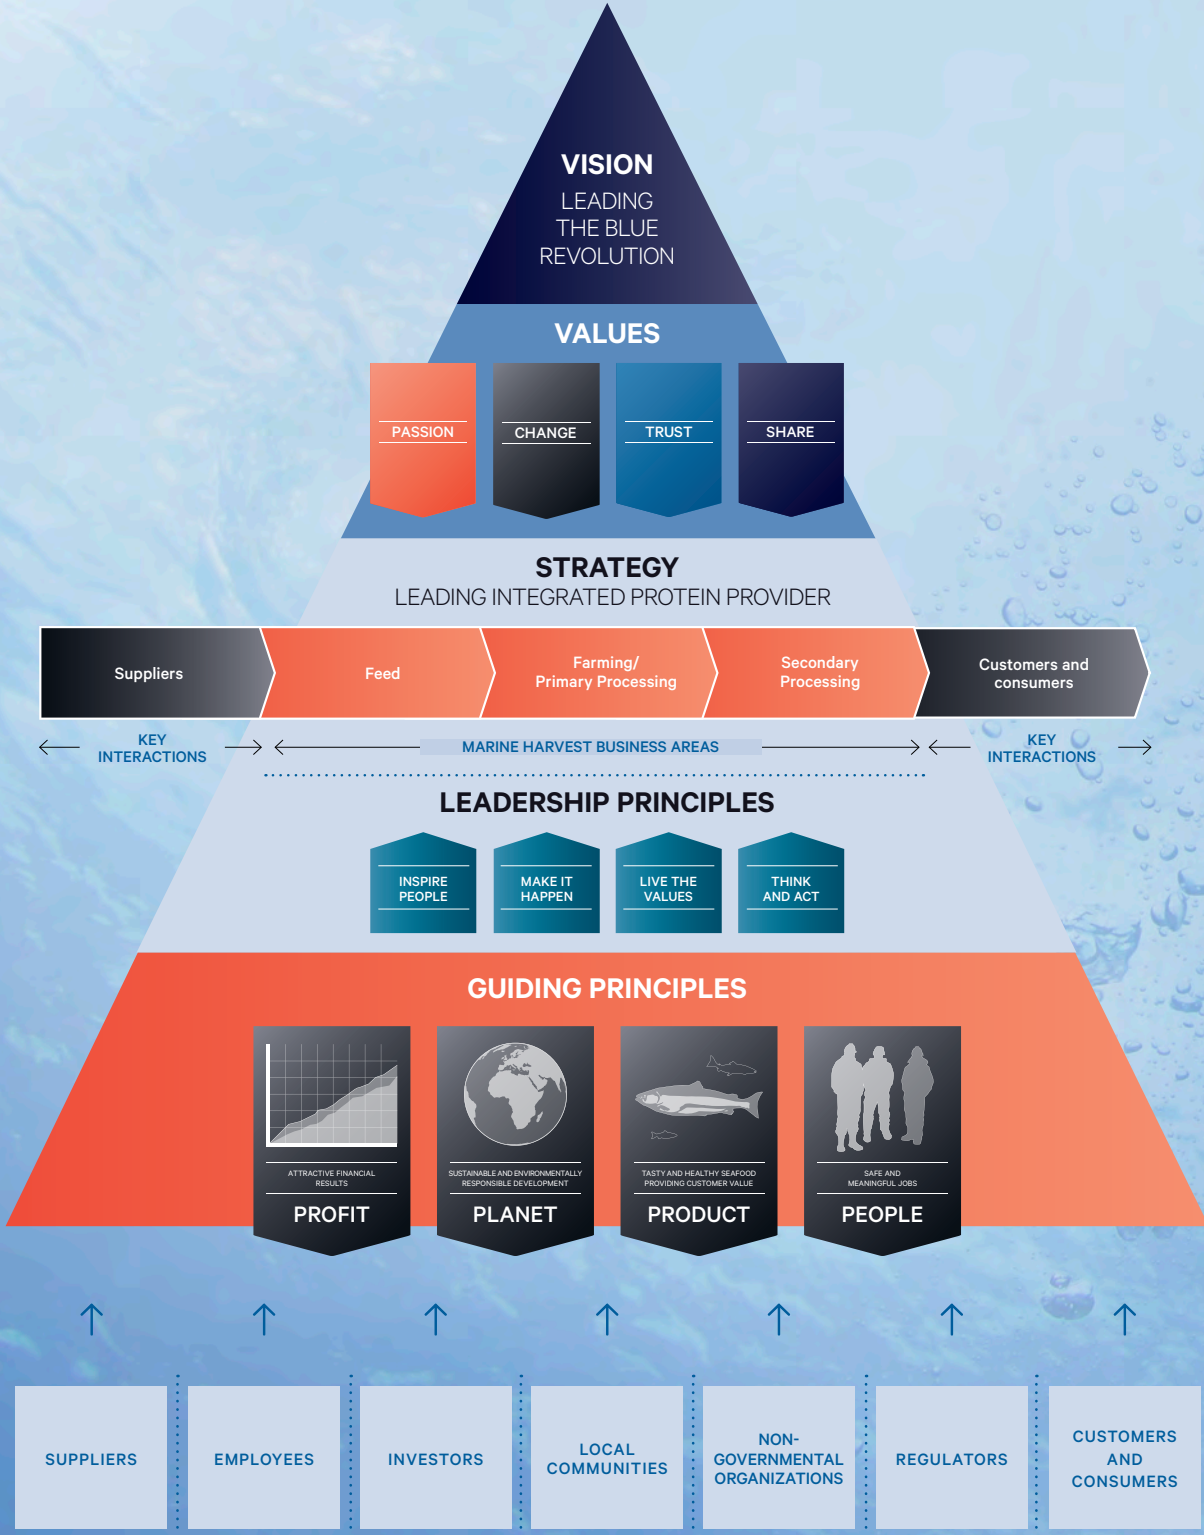 VISION
LEADING
THE BLUE
REVOLUTION
VALUES
PASSION
CHANGE
TRUST
SHARE
STRATEGY
LEADING INTEGRATED PROTEIN PROVIDER
Suppliers
Feed
Farming/
Primary Processing
Secondary
Processing
Customers and
consumers
KEY
INTERACTIONS
MARINE HARVEST BUSINESS AREAS
KEY
INTERACTIONS
LEADERSHIP PRINCIPLES
INSPIRE
PEOPLE
MAKE IT
HAPPEN
LIVE THE
VALUES
THINK
AND ACT
GUIDING PRINCIPLES
ATTRACTIVE FINANCIAL
RESULTS
PROFIT
SUSTAINABLE AND ENVIRONMENTALLY
RESPONSIBLE DEVELOPMENT
PLANET
TASTY AND HEALTHY SEAFOOD
PROVIDING CUSTOMER VALUE
PRODUCT
SAFE AND
MEANINGFUL JOBS
PEOPLE
SUPPLIERS
EMPLOYEES
INVESTORS
LOCAL
COMMUNITIES
NON-
GOVERNMENTAL
ORGANIZATIONS
REGULATORS
CUSTOMERS
AND
CONSUMERS